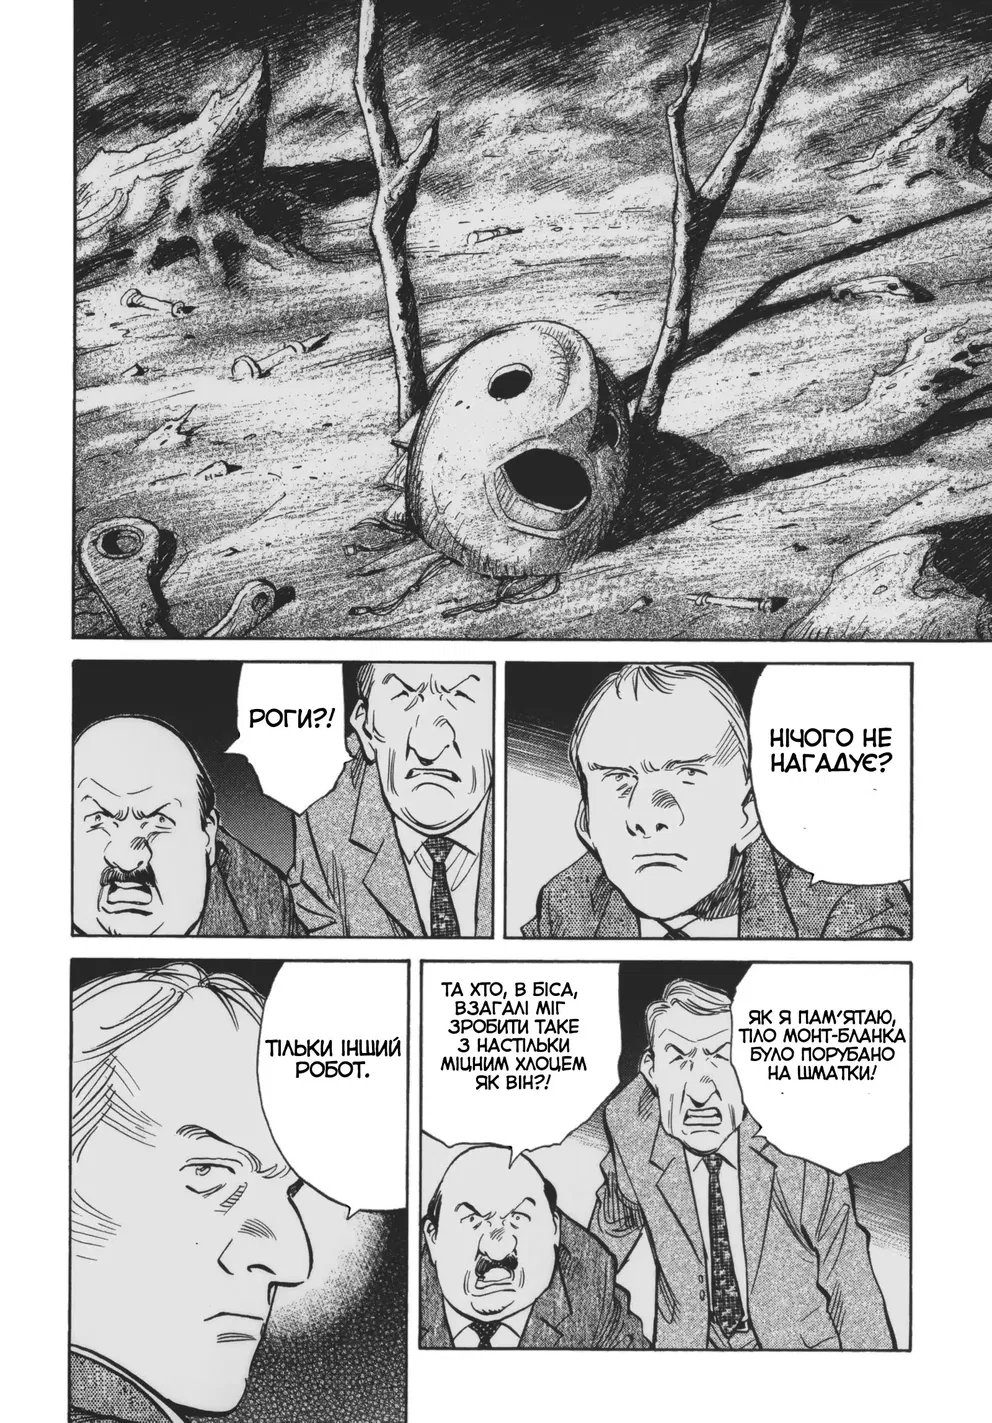 НІЧОГО НЕ
НАГАДУЄ?
РОГИ?!
ЯК Я ПАМ'ЯТАЮ,
ТІЛО МОНТ-БЛАНКА
БУЛО ПОРУБАНО
НА ШМАТКИ!
ТА ХТО, В БІСА,
ВЗАГАЛІ МІГ
ЗРОБИТИ ТАКЕ
З НАСТІЛЬКИ
МІЦНИМ ХЛОЦЕМ
ЯК ВІН?!
ТІЛЬКИ ІНШИЙ
РОБОТ.